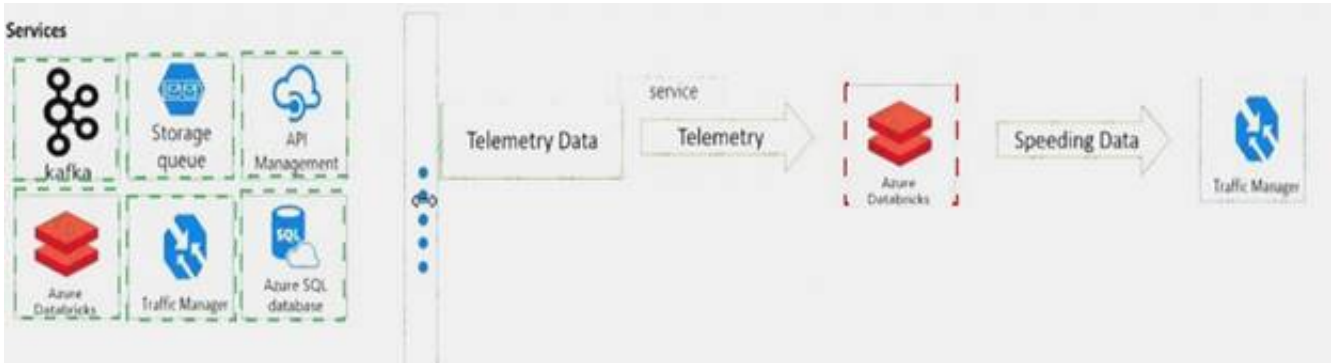 Services
kafka
Storage
queue
API
Management
Azure
Databricks
Traffic Manager
SQL
Azure SQL
database
Telemetry Data
service
Telemetry
Azure
Databricks
Speeding Data
Traffic Manager